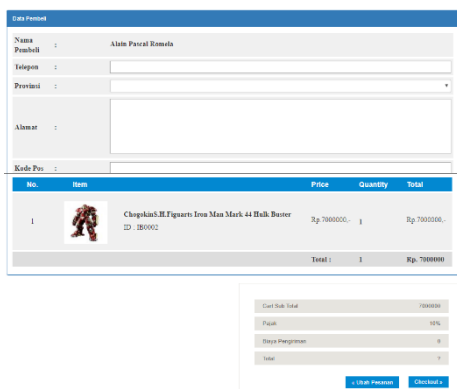 Data Pembeli
Nama Pembeli : Alain Pascal Romela
Telepon :
Provinsi :
Alamat :
Kode Pos :
No. Item Price Quantity Total
1 ChogokinS.H.Figuarts Iron Man Mark 44 Hulk Buster Rp.7000000,- 1 Rp.7000000,-
ID : IB0002
Total : 1 Rp. 7000000
Cart Sub Total 7000000
Pajak 10%
Biaya Pengiriman 0
Total ?
« Ubah Pesanan Checkout »